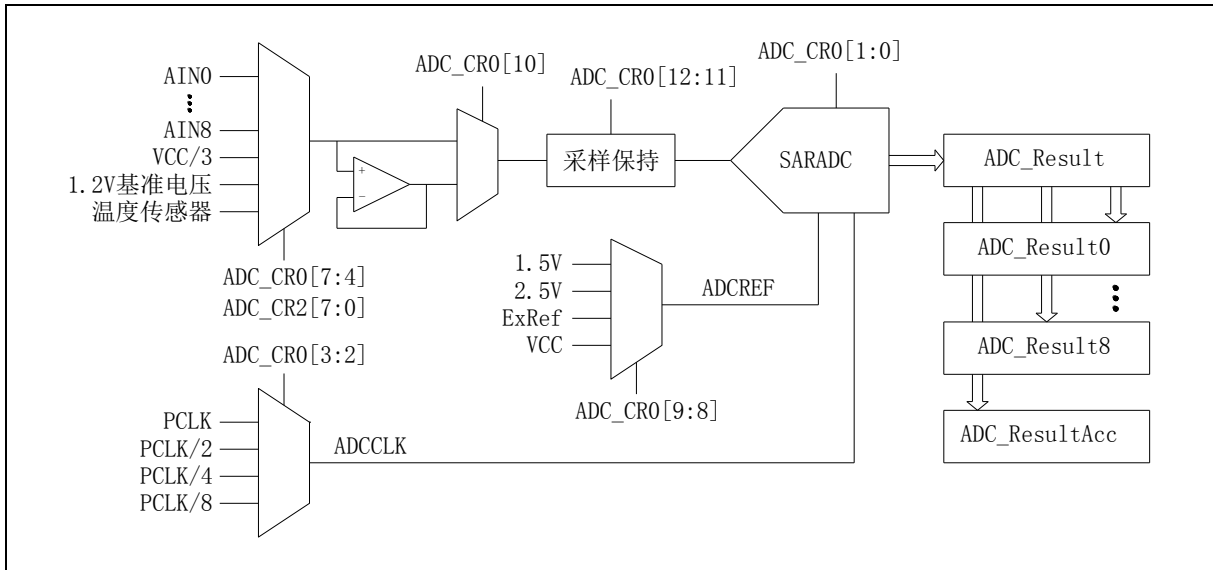 AIN0
AIN8
VCC/3
1.2V基准电压
温度传感器
ADC_CR0[7:4]
ADC_CR2[7:0]
ADC_CR0[10]
ADC_CR0[12:11]
采样保持
ADC_CR0[1:0]
SARADC
ADC_Result
ADC_Result0
ADC_Result8
ADC_ResultAcc
1.5V
2.5V
ExRef
VCC
ADCREF
ADC_CR0[9:8]
ADC_CR0[3:2]
PCLK
PCLK/2
PCLK/4
PCLK/8
ADCCLK